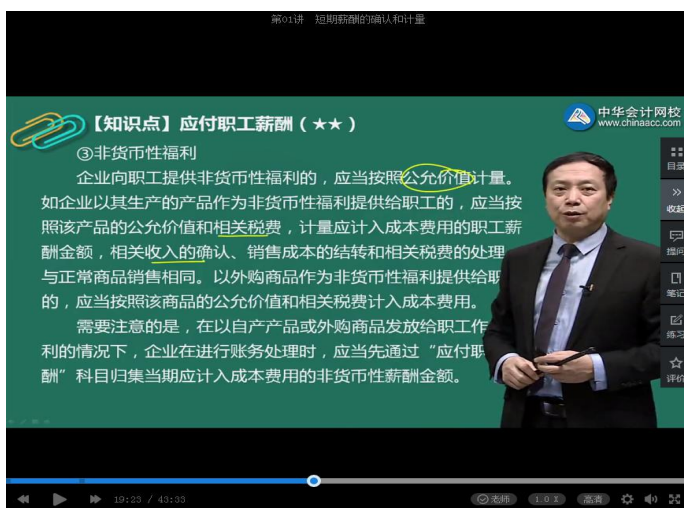 第01讲 短期薪酬的确认和计量
中华会计网校
www.chinaacc.com
【知识点】应付职工薪酬(★★)
③非货币性福利
企业向职工提供非货币性福利的,应当按照公允价值计量。
如企业以其生产的产品作为非货币性福利提供给职工的,应当按
照该产品的公允价值和相关税费,计量应计入成本费用的职工薪
酬金额,相关收入的确认、销售成本的结转和相关税费的处理
与正常商品销售相同。以外购商品作为非货币性福利提供给职
的,应当按照该商品的公允价值和相关税费计入成本费用。
需要注意的是,在以自产产品或外购商品发放给职工作
利的情况下,企业在进行账务处理时,应当先通过“应付职
酬”科目归集当期应计入成本费用的非货币性薪酬金额。
目录
收起
提问
笔记
练习
评价
19:23 / 43:33
老师
1.0 X
高清